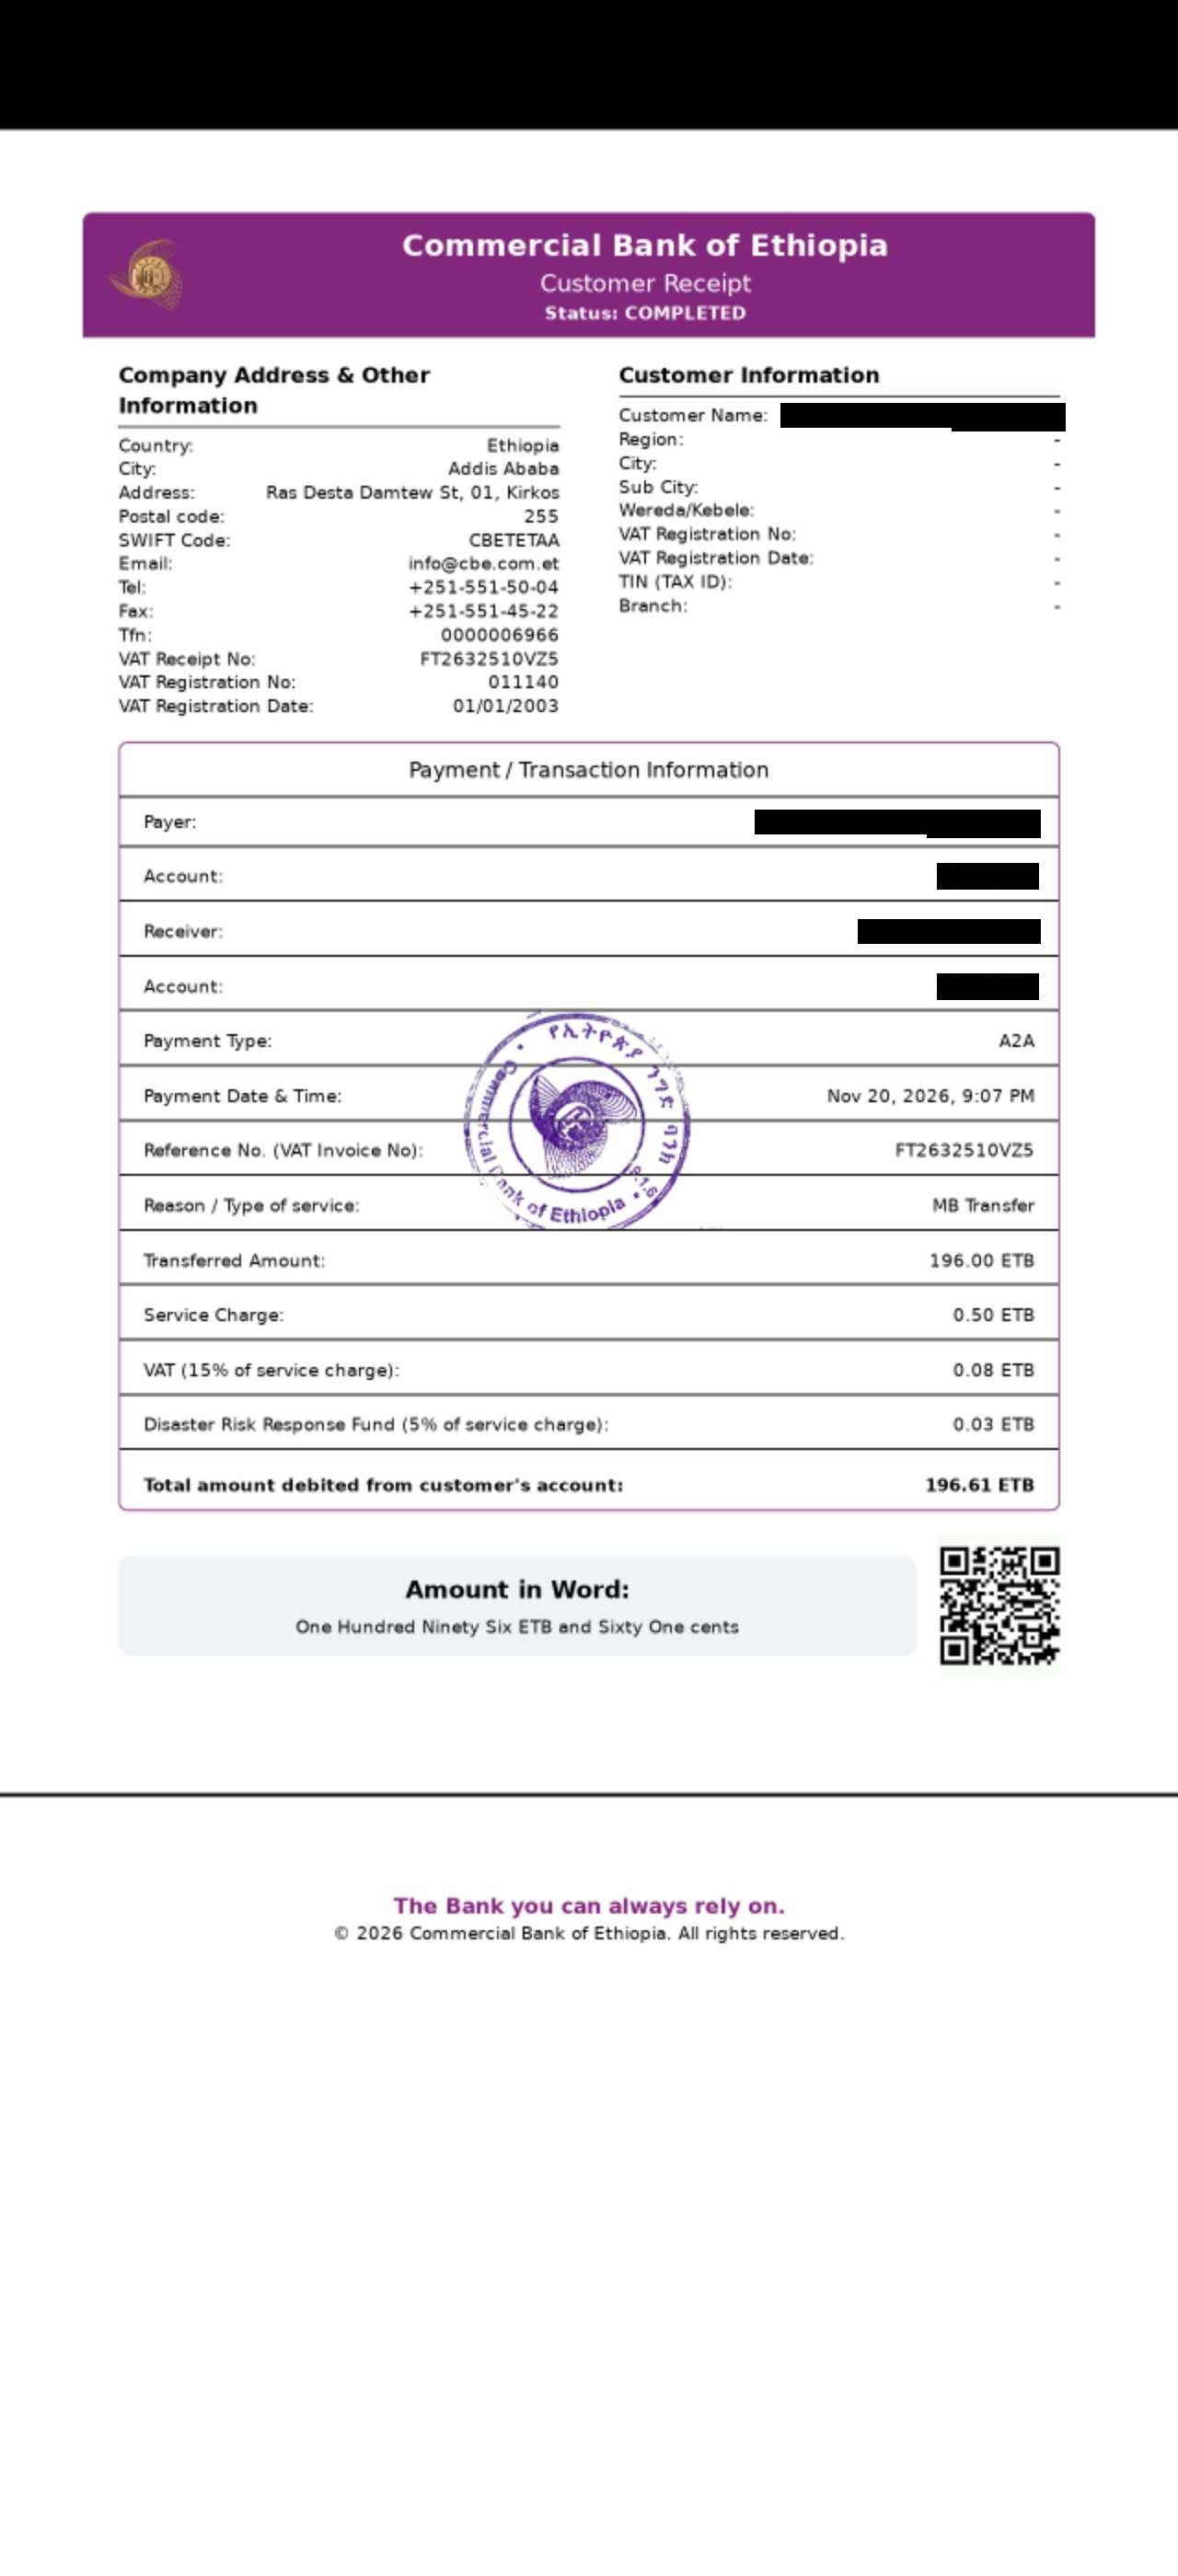 Commercial Bank of Ethiopia
Customer Receipt
Status: COMPLETED
Company Address & Other
Information
Country: Ethiopia
City: Addis Ababa
Address: Ras Desta Damtew St, 01, Kirkos
Postal code: 255
SWIFT Code: CBETETAA
Email: info@cbe.com.et
Tel: +251-551-50-04
Fax: +251-551-45-22
Tfn: 0000006966
VAT Receipt No: FT2632510VZ5
VAT Registration No: 011140
VAT Registration Date: 01/01/2003
Customer Information
Customer Name:
Region: -
City: -
Sub City: -
Wereda/Kebele: -
VAT Registration No: -
VAT Registration Date: -
TIN (TAX ID): -
Branch: -
Payment / Transaction Information
Payer:
Account:
Receiver:
Account:
Payment Type: A2A
Payment Date & Time: Nov 20, 2026, 9:07 PM
Reference No. (VAT Invoice No): FT2632510VZ5
Reason / Type of service: MB Transfer
Transferred Amount: 196.00 ETB
Service Charge: 0.50 ETB
VAT (15% of service charge): 0.08 ETB
Disaster Risk Response Fund (5% of service charge): 0.03 ETB
Total amount debited from customer's account: 196.61 ETB
የኢትዮጵያ ንግድ ባንክ
of Ethiopia
Amount in Word:
One Hundred Ninety Six ETB and Sixty One cents
The Bank you can always rely on.
© 2026 Commercial Bank of Ethiopia. All rights reserved.